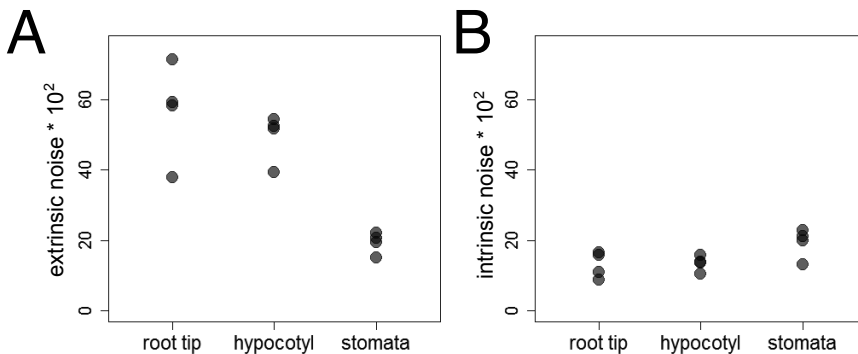 A
extrinsic noise * 10²
60
40
20
0
root tip hypocotyl stomata
B
intrinsic noise * 10²
60
40
20
0
root tip hypocotyl stomata